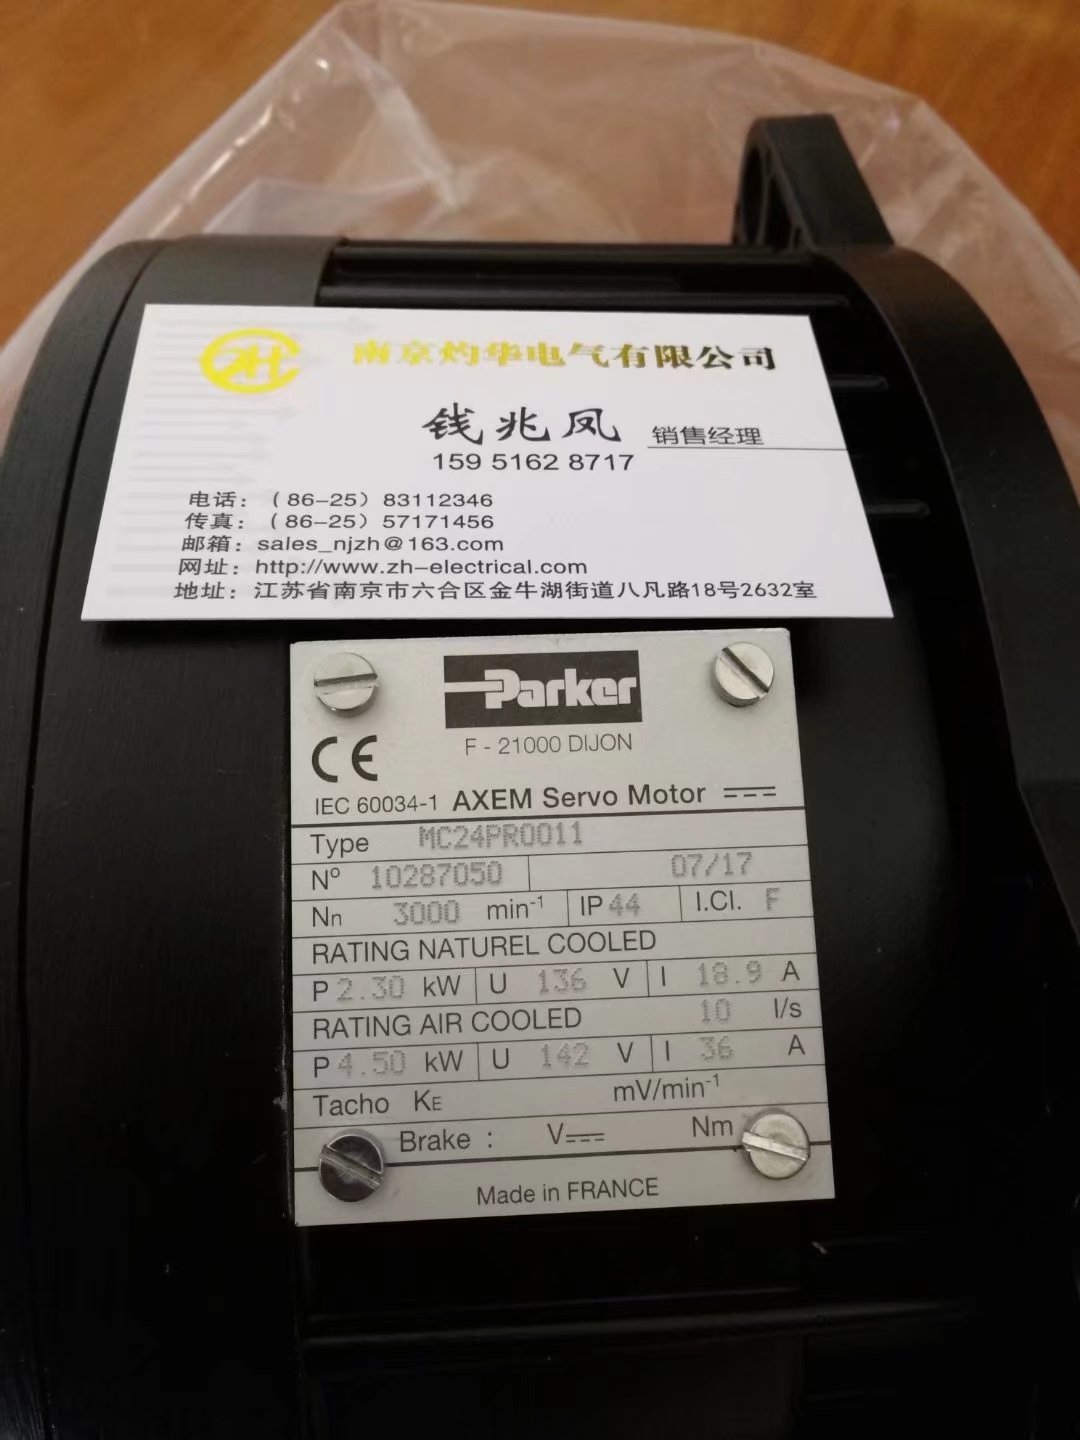 ZH 南京灼华电气有限公司
钱兆凤 销售经理
159 5162 8717
电话：（86-25）83112346
传真：（86-25）57171456
邮箱：sales_njzh@163.com
网址：http://www.zh-electrical.com
地址：江苏省南京市六合区金牛湖街道八凡路18号2632室
Parker
F - 21000 DIJON
CE
IEC 60034-1 AXEM Servo Motor
Type MC24PR0011
Nº 10287050 07/17
Nn 3000 min-1 IP 44 I.Cl. F
RATING NATUREL COOLED
P 2.30 kW U 136 V I 18.9 A
RATING AIR COOLED 10 l/s
P 4.50 kW U 142 V I 36 A
Tacho KE mV/min-1
Brake : V Nm
Made in FRANCE